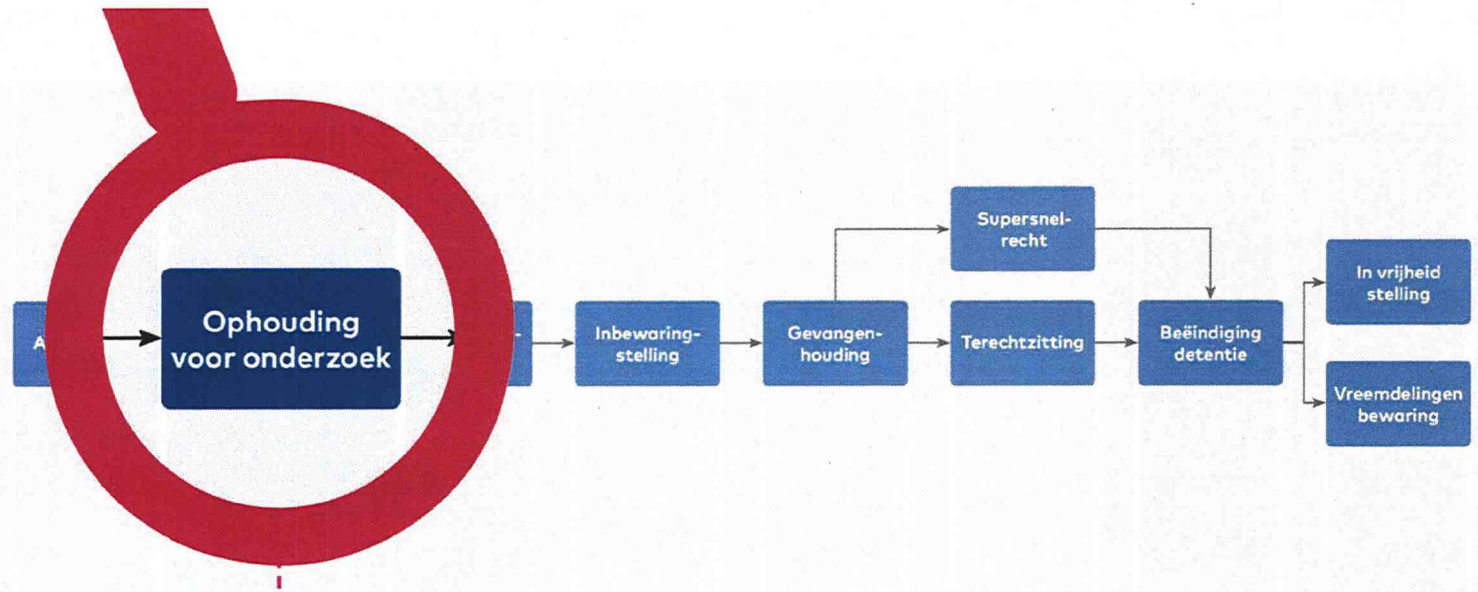 Ophouding
voor onderzoek
Inbewaring-
stelling
Gevangen-
houding
Supersnel-
recht
Terechtzitting
Beëindiging
detentie
In vrijheid
stelling
Vreemdelingen
bewaring